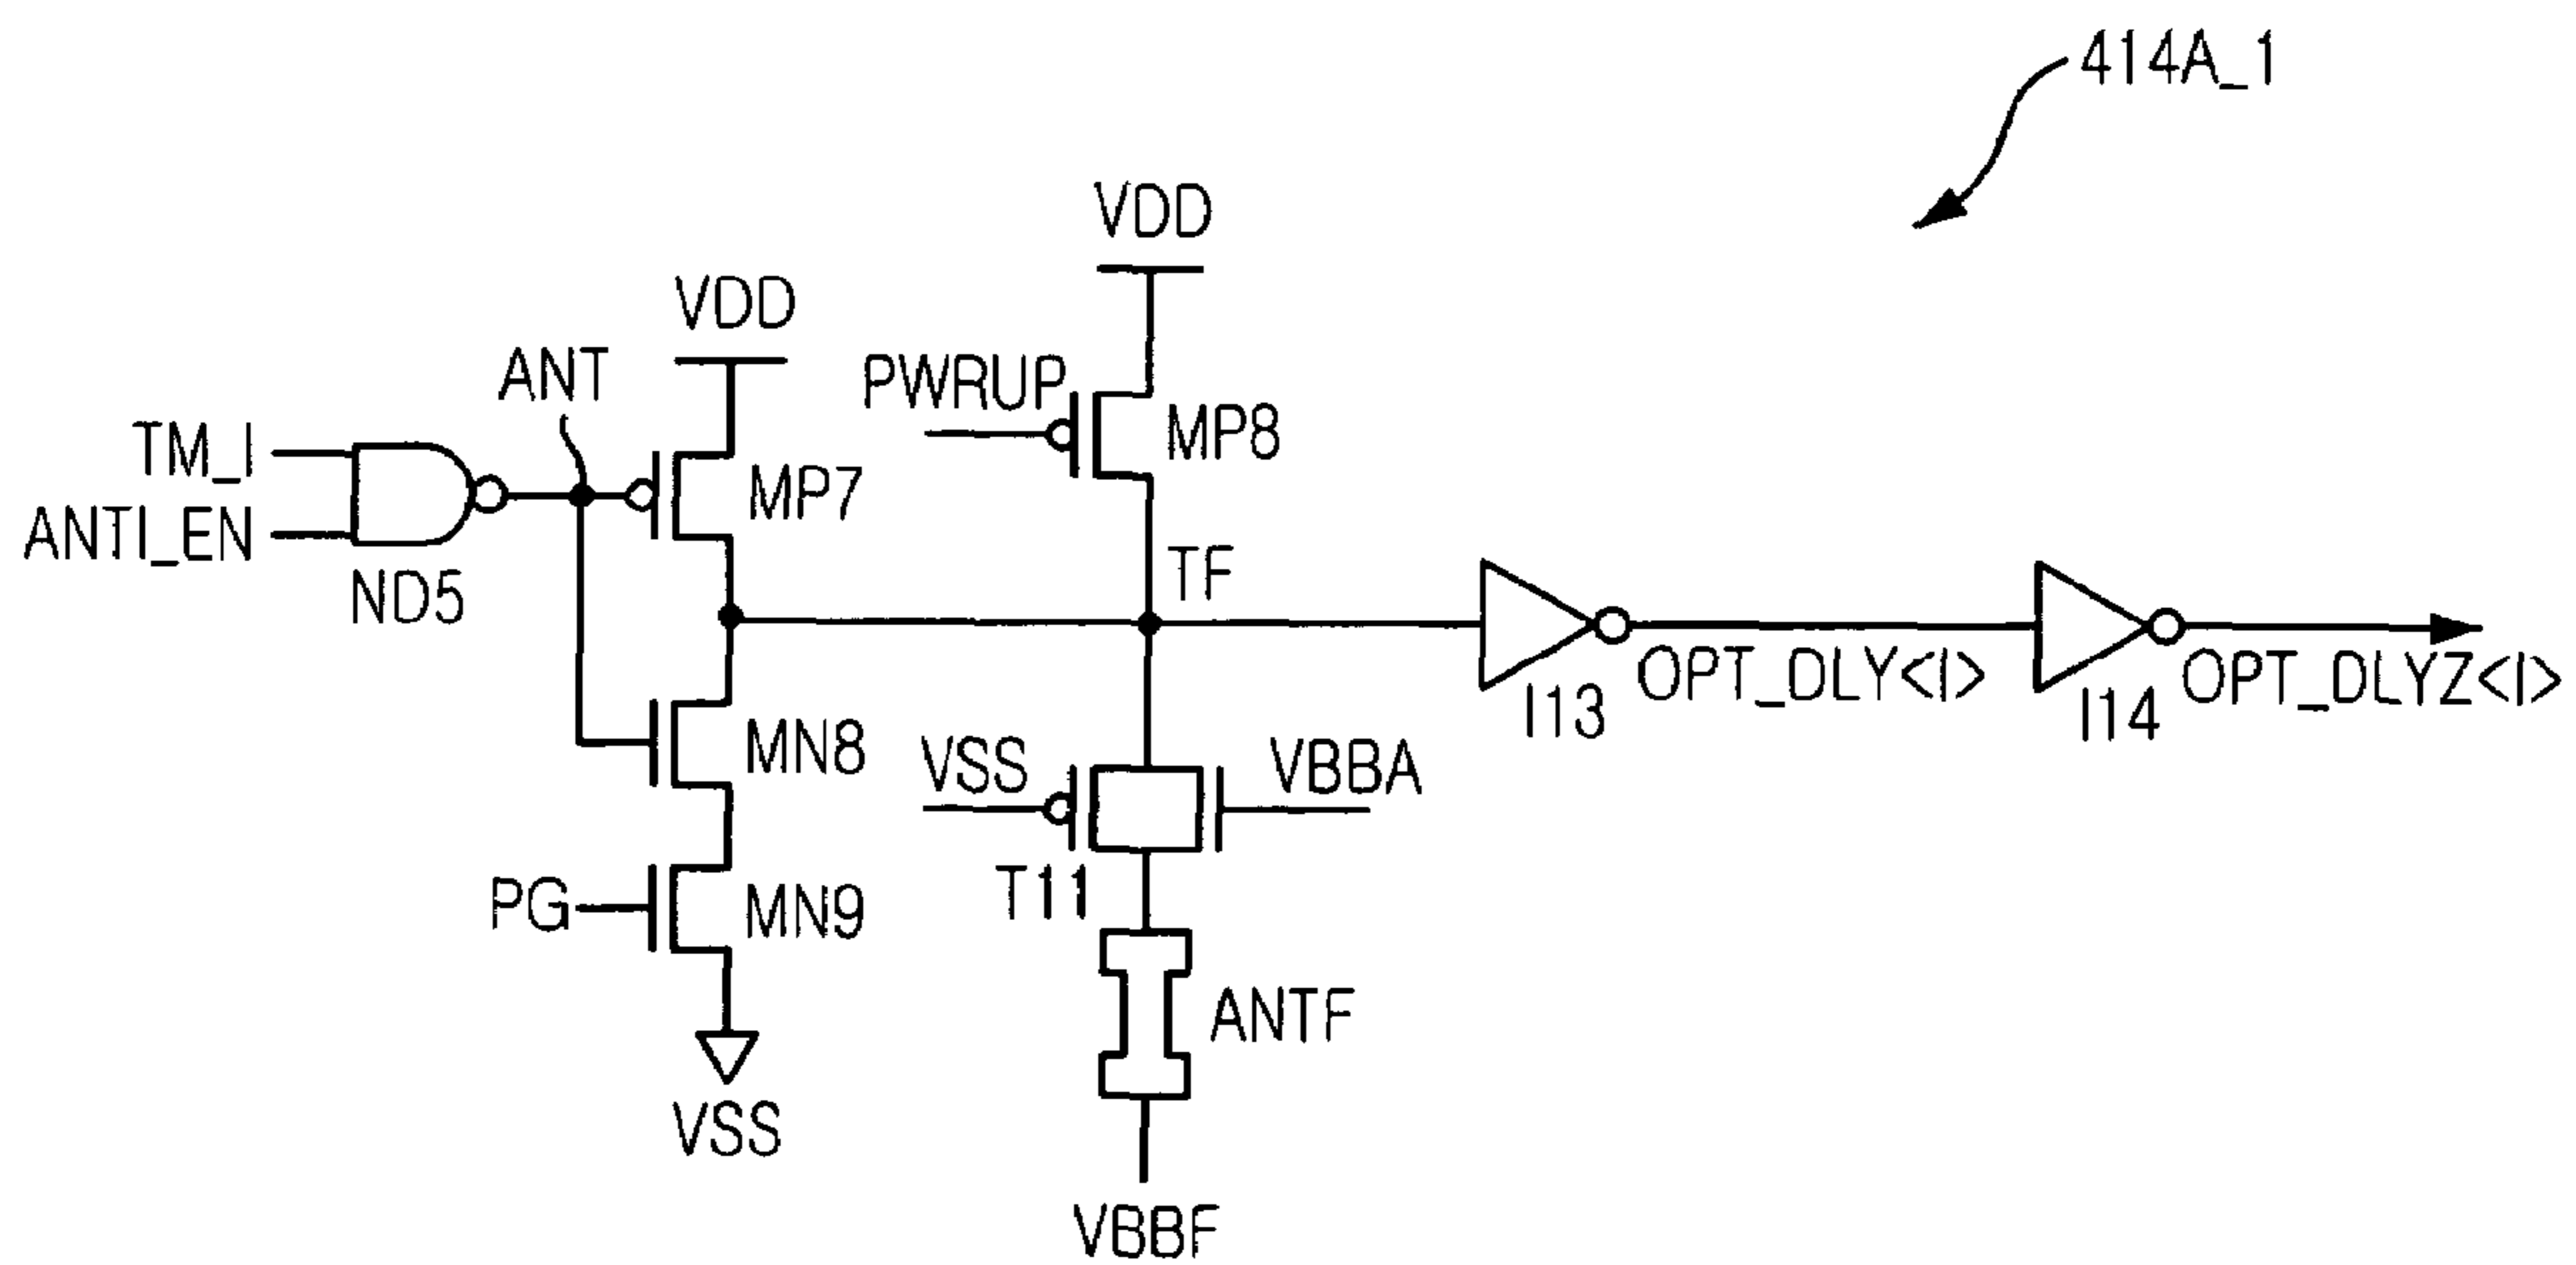 414A_1
VDD
VDD
ANT
PWRUP
MP8
TM_I
MP7
ANTI_EN
ND5
TF
OPT_DLY<I>
OPT_DLYZ<I>
I13
I14
MN8
VSS
VBBA
T11
PG
MN9
ANTF
VSS
VBBF